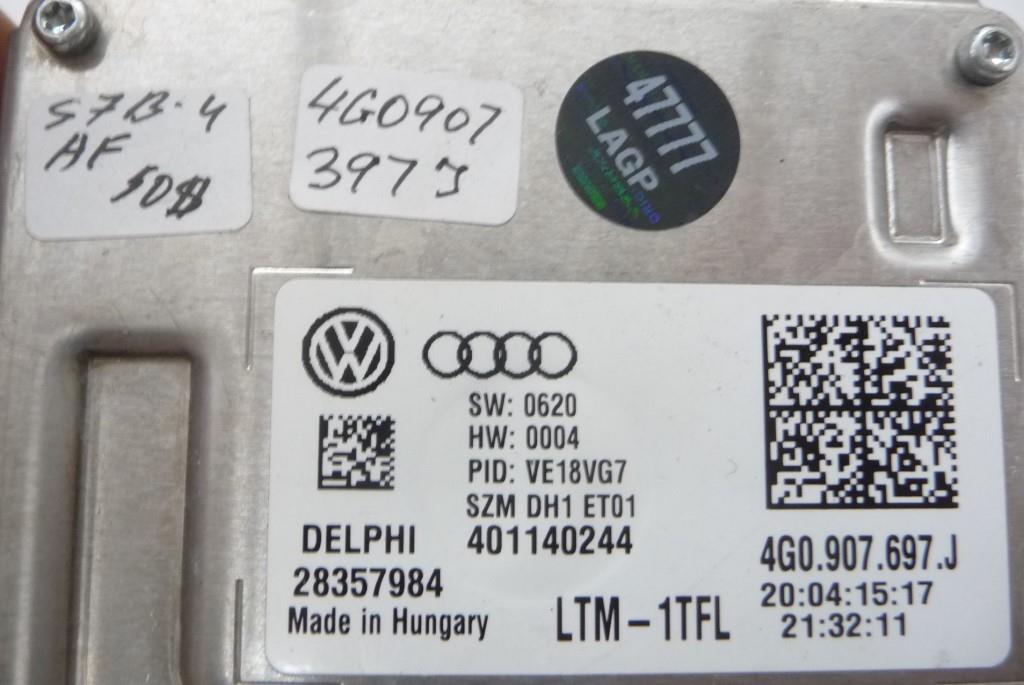 S7B-4
AF
50$
4G0907
397J
47777
LAGP
SW: 0620
HW: 0004
PID: VE18VG7
SZM DH1 ET01
DELPHI 401140244
28357984
Made in Hungary
LTM-1TFL
4G0.907.697.J
20:04:15:17
21:32:11